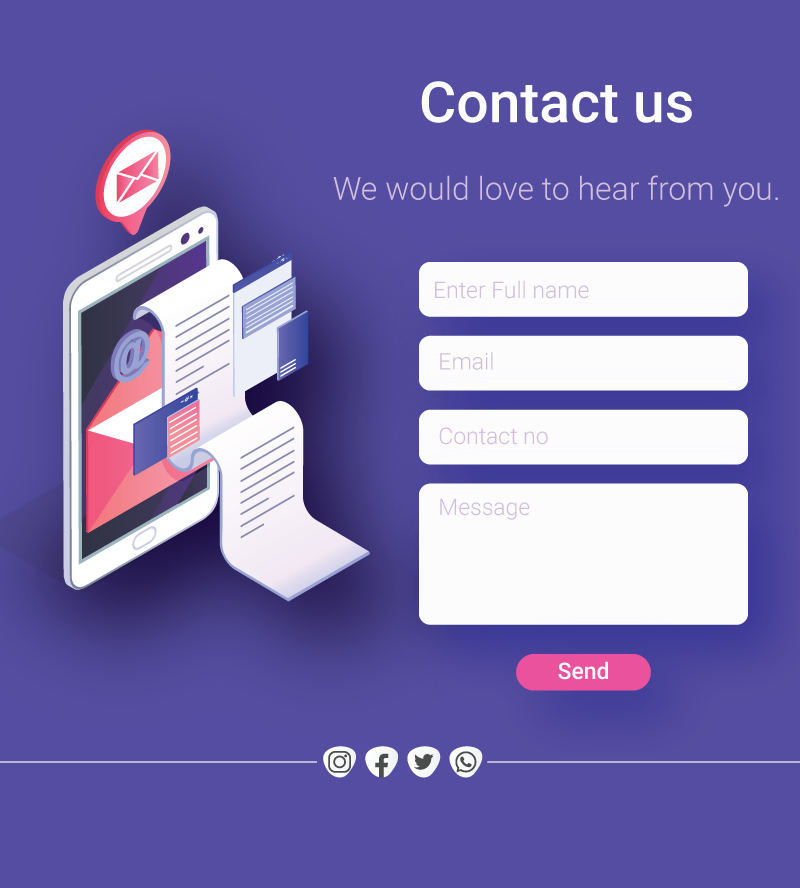 Contact us
We would love to hear from you.
Enter Full name
Email
Contact no
Message
Send
@